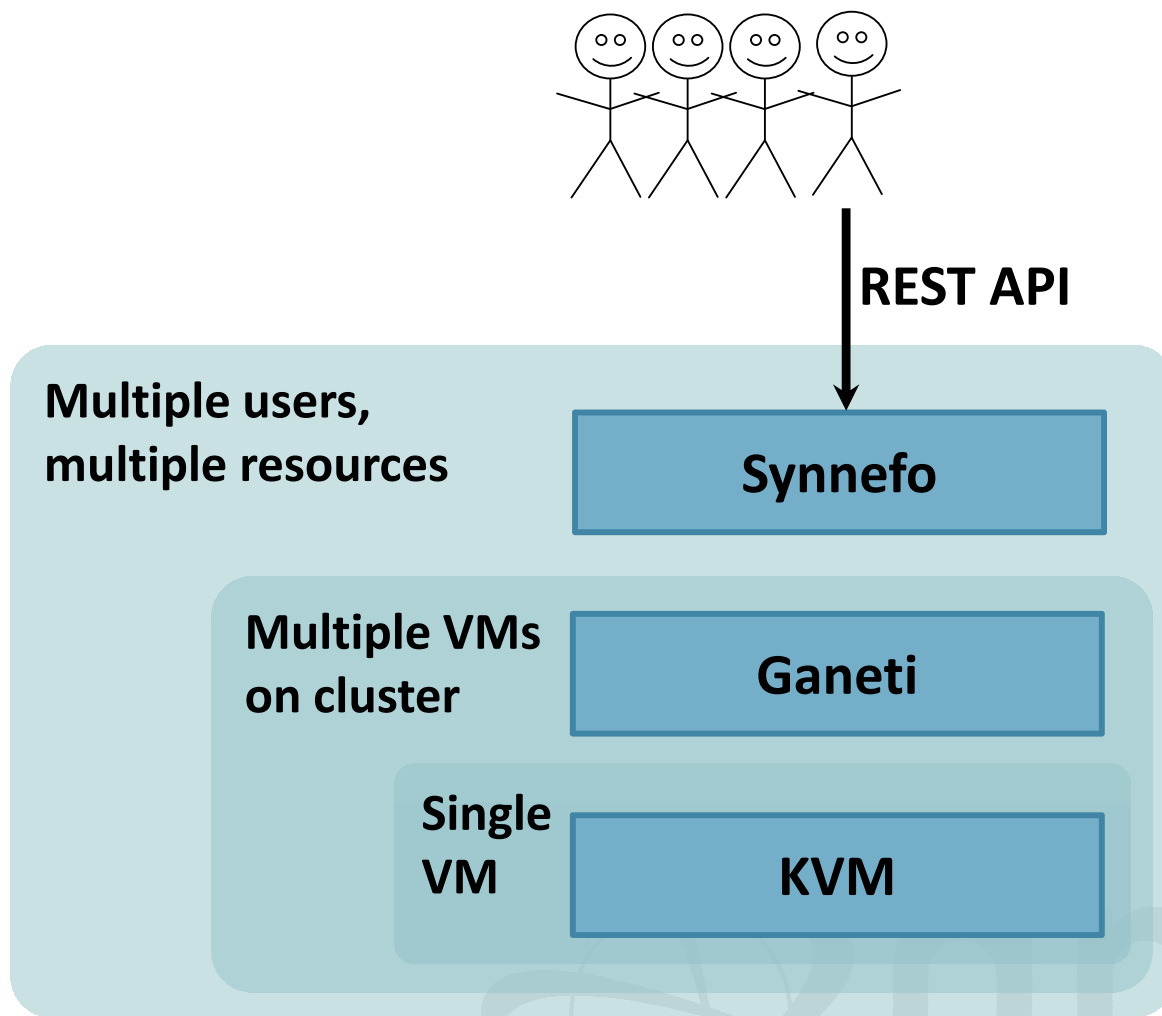 REST API
Multiple users,
multiple resources
Synnefo
Multiple VMs
on cluster
Ganeti
Single
VM
KVM